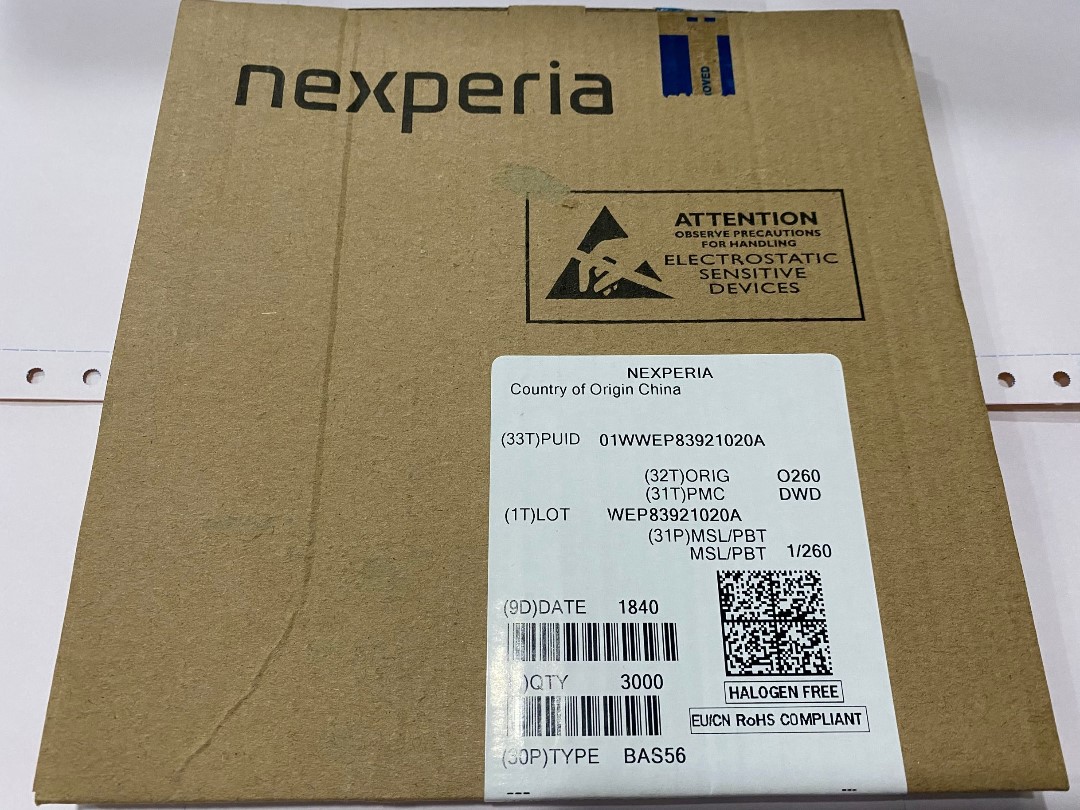 nexperia
OVED
ATTENTION
OBSERVE PRECAUTIONS
FOR HANDLING
ELECTROSTATIC
SENSITIVE
DEVICES
NEXPERIA
Country of Origin China
(33T)PUID 01WWEP83921020A
(32T)ORIG O260
(31T)PMC DWD
(1T)LOT WEP83921020A
(31P)MSL/PBT
MSL/PBT 1/260
(9D)DATE 1840
)QTY 3000
HALOGEN FREE
EU/CN RoHS COMPLIANT
(30P)TYPE BAS56